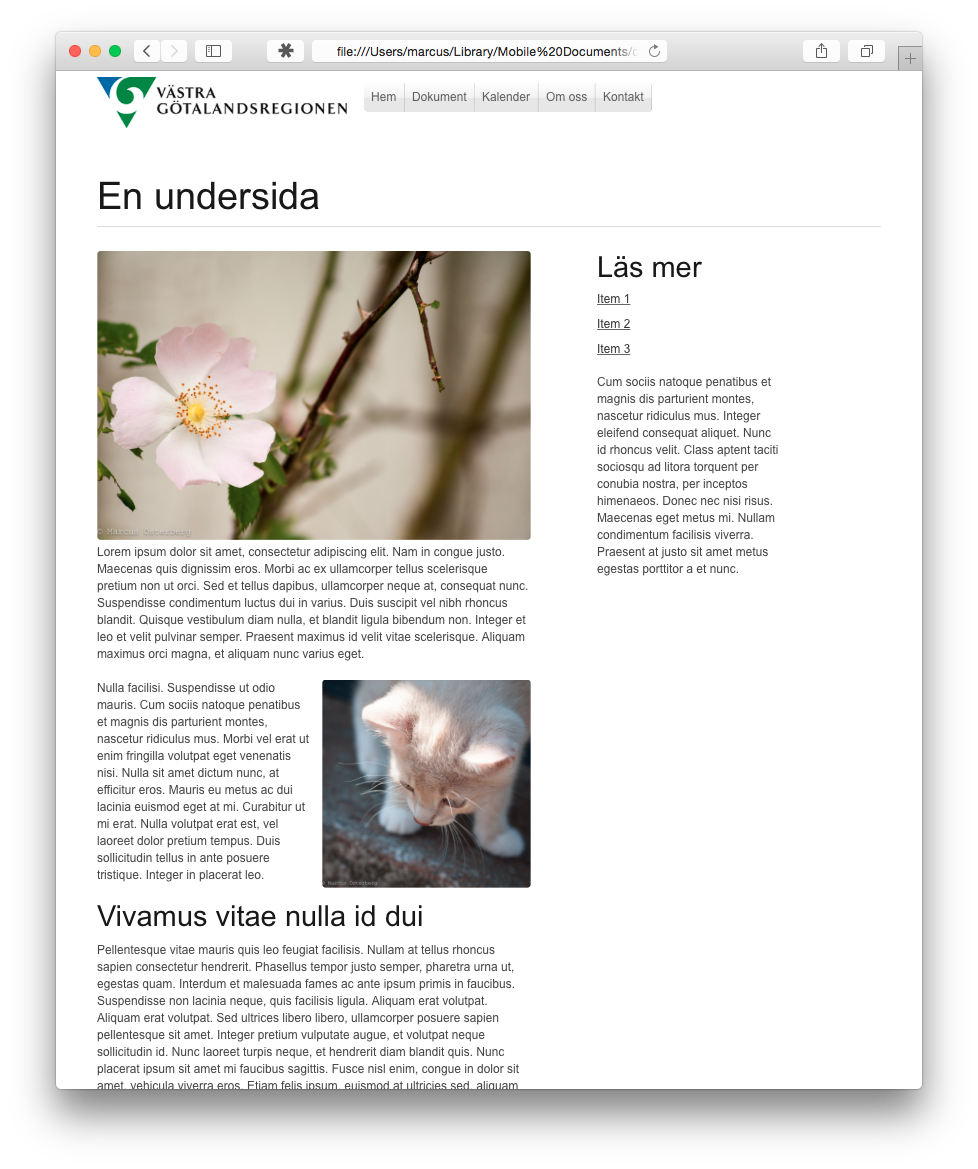 file:///Users/marcus/Library/Mobile%20Documents/
VÄSTRA
GÖTALANDSREGIONEN
Hem Dokument Kalender Om oss Kontakt
En undersida
© Marcus Österberg
Lorem ipsum dolor sit amet, consectetur adipiscing elit. Nam in congue justo.
Maecenas quis dignissim eros. Morbi ac ex ullamcorper tellus scelerisque
pretium non ut orci. Sed et tellus dapibus, ullamcorper neque at, consequat nunc.
Suspendisse condimentum luctus dui in varius. Duis suscipit vel nibh rhoncus
blandit. Quisque vestibulum diam nulla, et blandit ligula bibendum non. Integer et
leo et velit pulvinar semper. Praesent maximus id velit vitae scelerisque. Aliquam
maximus orci magna, et aliquam nunc varius eget.
Nulla facilisi. Suspendisse ut odio
mauris. Cum sociis natoque penatibus
et magnis dis parturient montes,
nascetur ridiculus mus. Morbi vel erat ut
enim fringilla volutpat eget venenatis
nisi. Nulla sit amet dictum nunc, at
efficitur eros. Mauris eu metus ac dui
lacinia euismod eget at mi. Curabitur ut
mi erat. Nulla volutpat erat est, vel
laoreet dolor pretium tempus. Duis
sollicitudin tellus in ante posuere
tristique. Integer in placerat leo.
© Marcus Österberg
Vivamus vitae nulla id dui
Pellentesque vitae mauris quis leo feugiat facilisis. Nullam at tellus rhoncus
sapien consectetur hendrerit. Phasellus tempor justo semper, pharetra urna ut,
egestas quam. Interdum et malesuada fames ac ante ipsum primis in faucibus.
Suspendisse non lacinia neque, quis facilisis ligula. Aliquam erat volutpat.
Aliquam erat volutpat. Sed ultrices libero libero, ullamcorper posuere sapien
pellentesque sit amet. Integer pretium vulputate augue, et volutpat neque
sollicitudin id. Nunc laoreet turpis neque, et hendrerit diam blandit quis. Nunc
placerat ipsum sit amet mi faucibus sagittis. Fusce nisl enim, congue in dolor sit
amet, vehicula viverra eros. Etiam felis ipsum, euismod at ultricies sed, aliquam
Läs mer
Item 1
Item 2
Item 3
Cum sociis natoque penatibus et
magnis dis parturient montes,
nascetur ridiculus mus. Integer
eleifend consequat aliquet. Nunc
id rhoncus velit. Class aptent taciti
sociosqu ad litora torquent per
conubia nostra, per inceptos
himenaeos. Donec nec nisi risus.
Maecenas eget metus mi. Nullam
condimentum facilisis viverra.
Praesent at justo sit amet metus
egestas porttitor a et nunc.